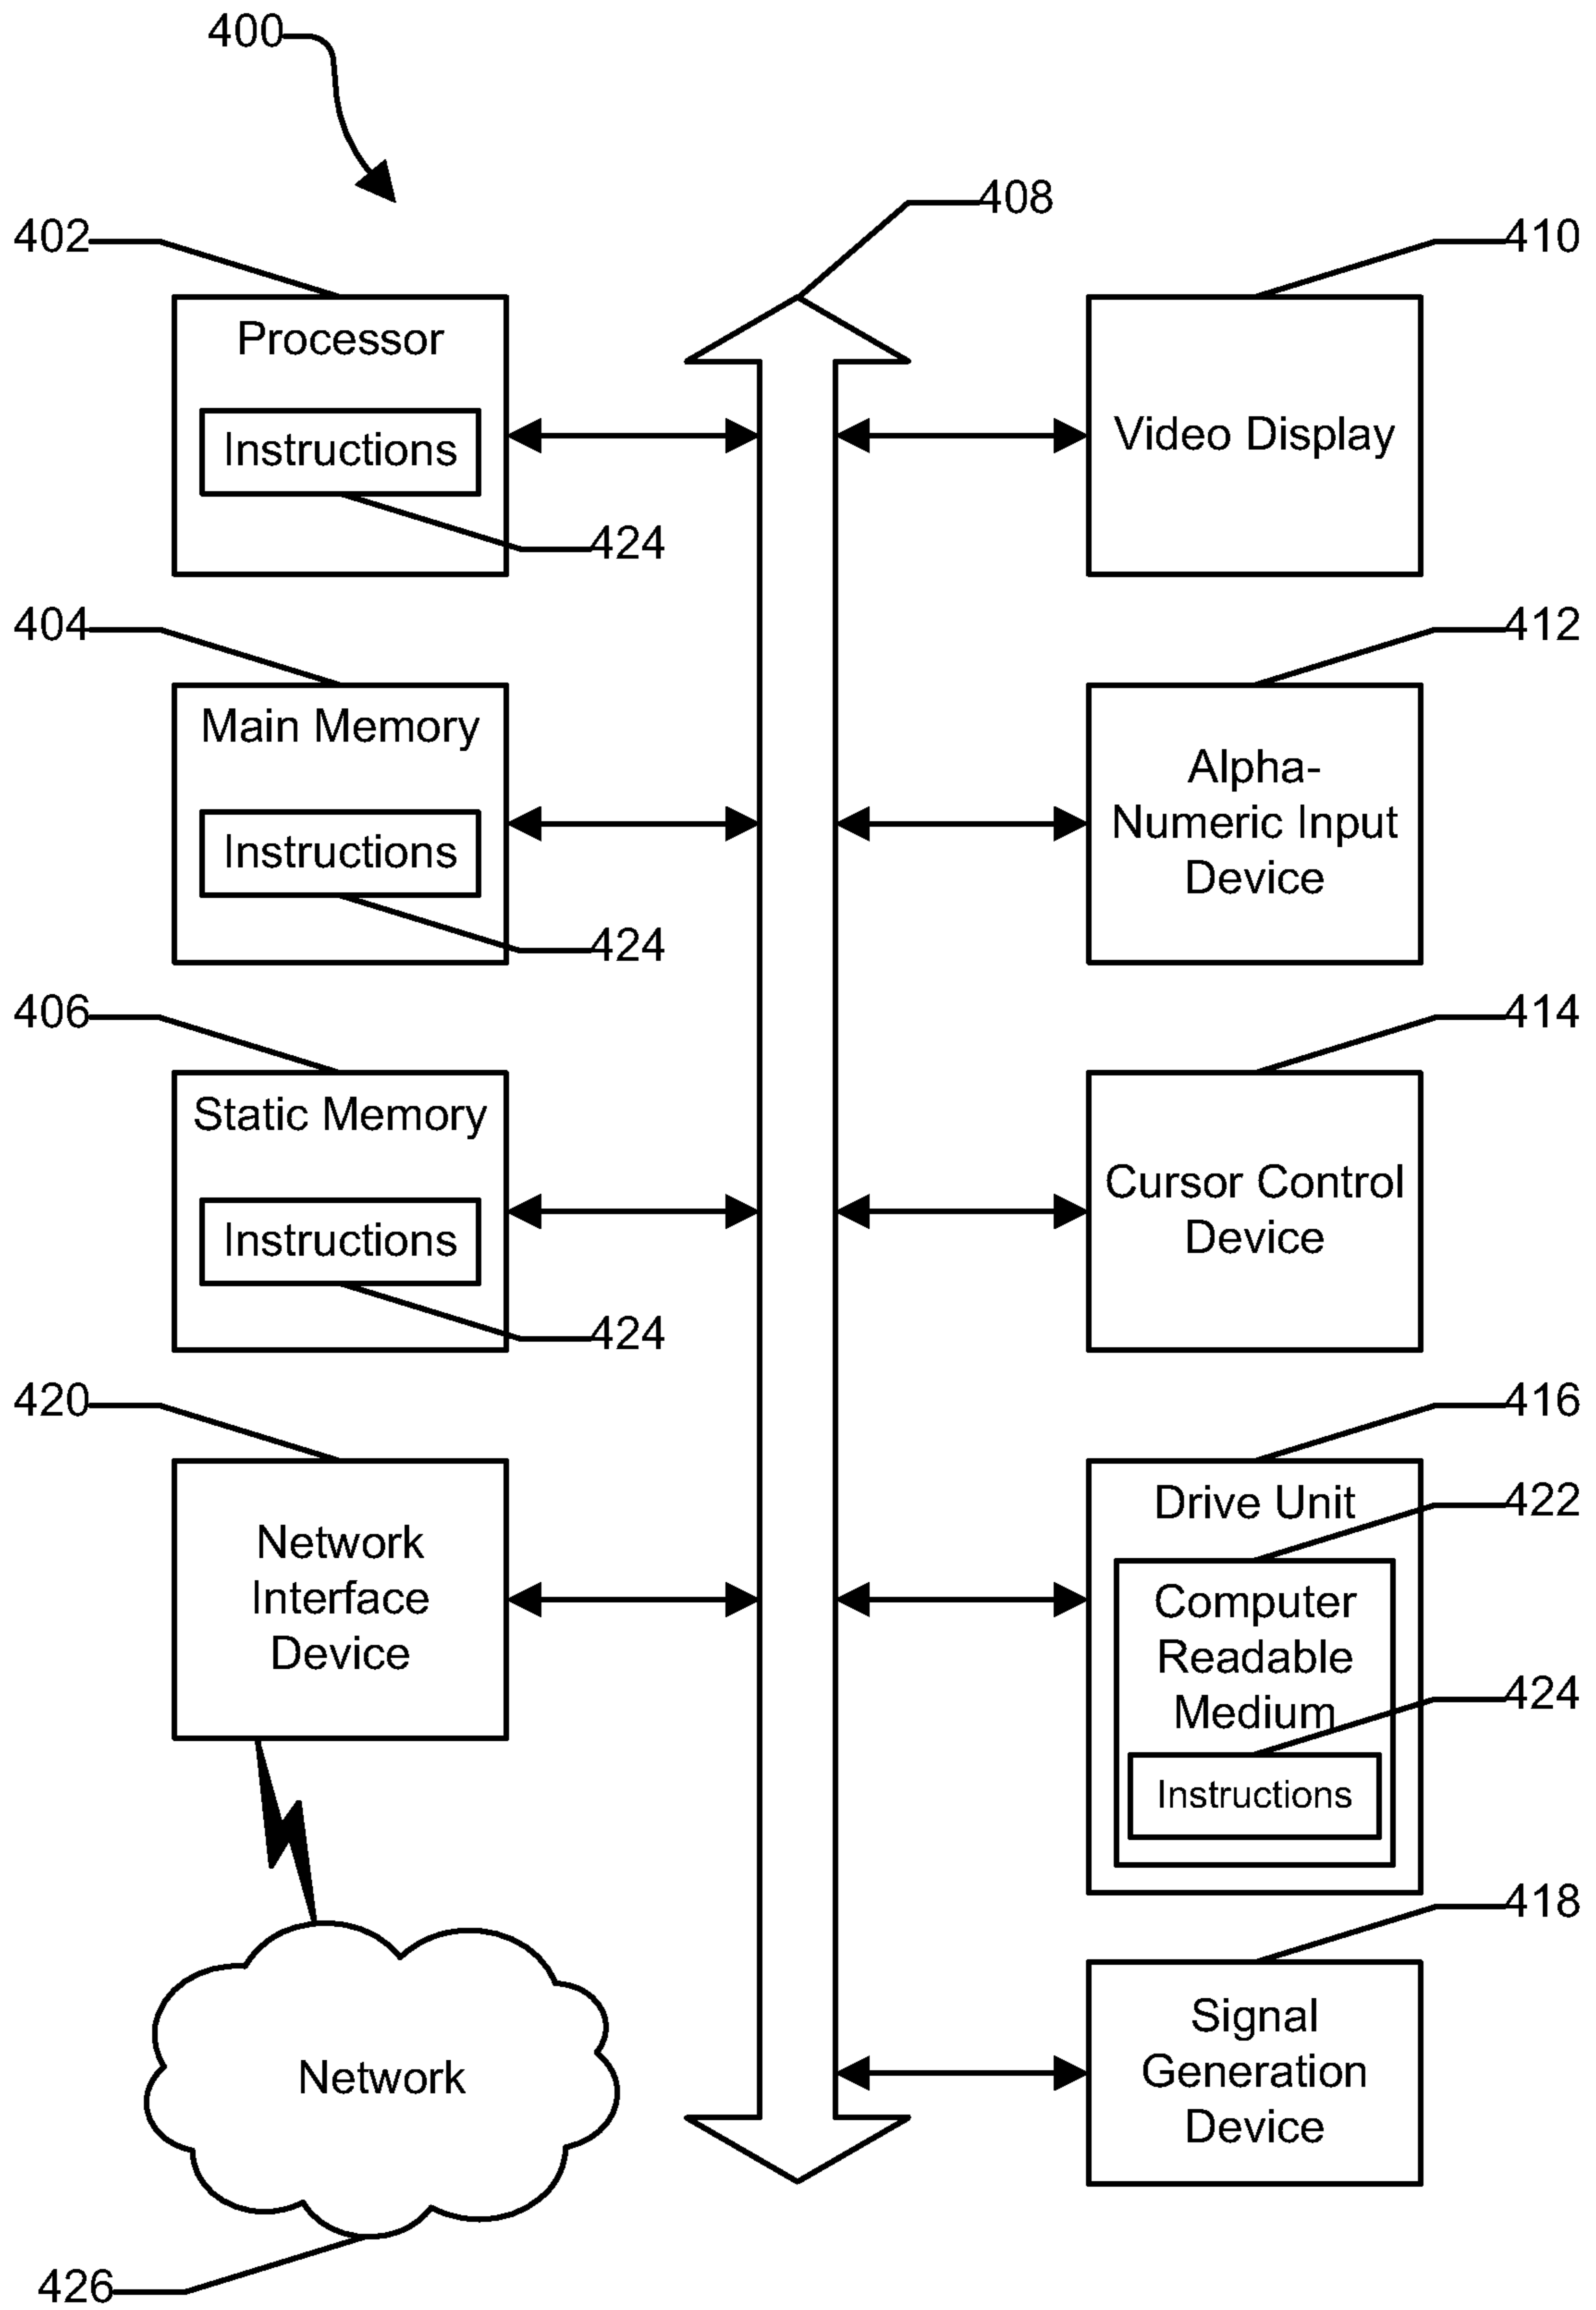 400
408
402
410
Processor
Instructions
424
Video Display
404
412
Main Memory
Instructions
424
Alpha-
Numeric Input
Device
406
414
Static Memory
Instructions
424
Cursor Control
Device
420
416
Network
Interface
Device
Drive Unit
422
Computer
Readable
Medium
424
Instructions
418
Network
Signal
Generation
Device
426